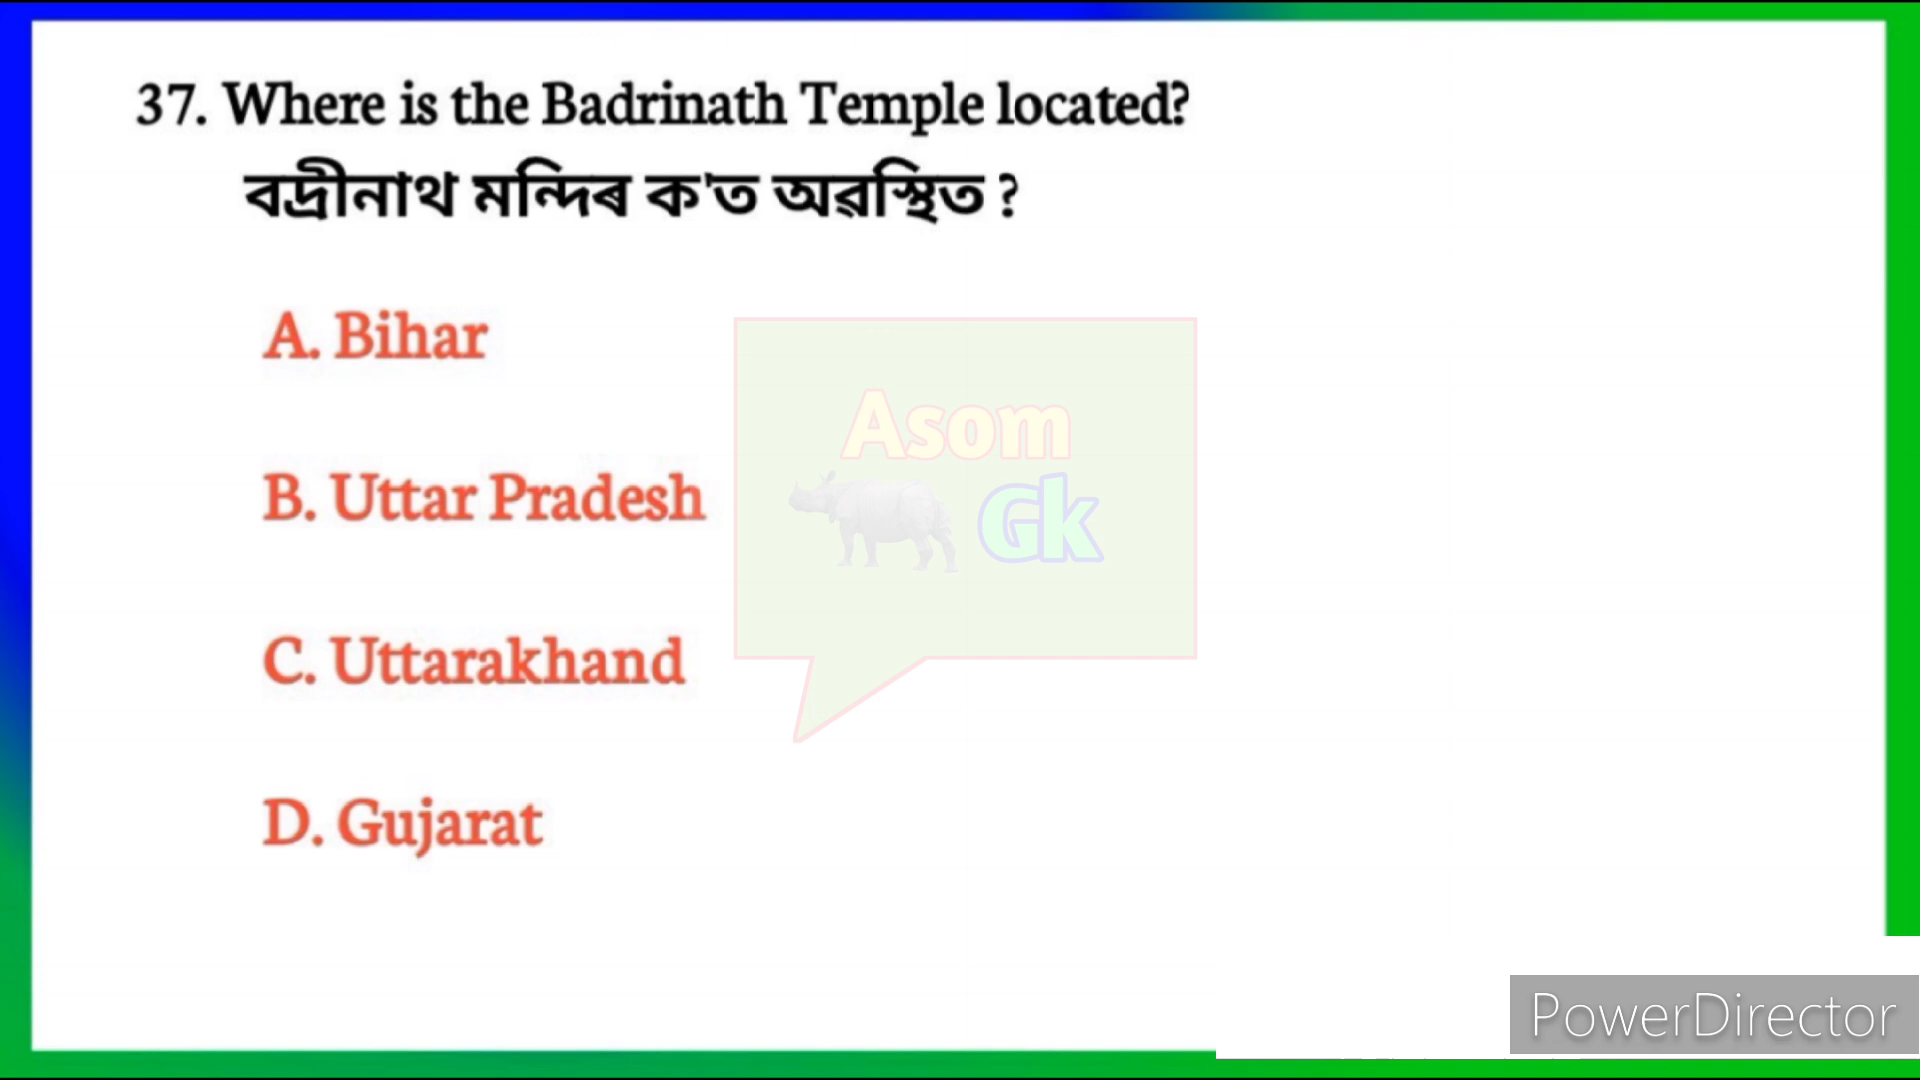 37. Where is the Badrinath Temple located?
বদ্ৰীনাথ মন্দিৰ ক'ত অৱস্থিত ?
A. Bihar
B. Uttar Pradesh
C. Uttarakhand
D. Gujarat
Asom
Gk
PowerDirector